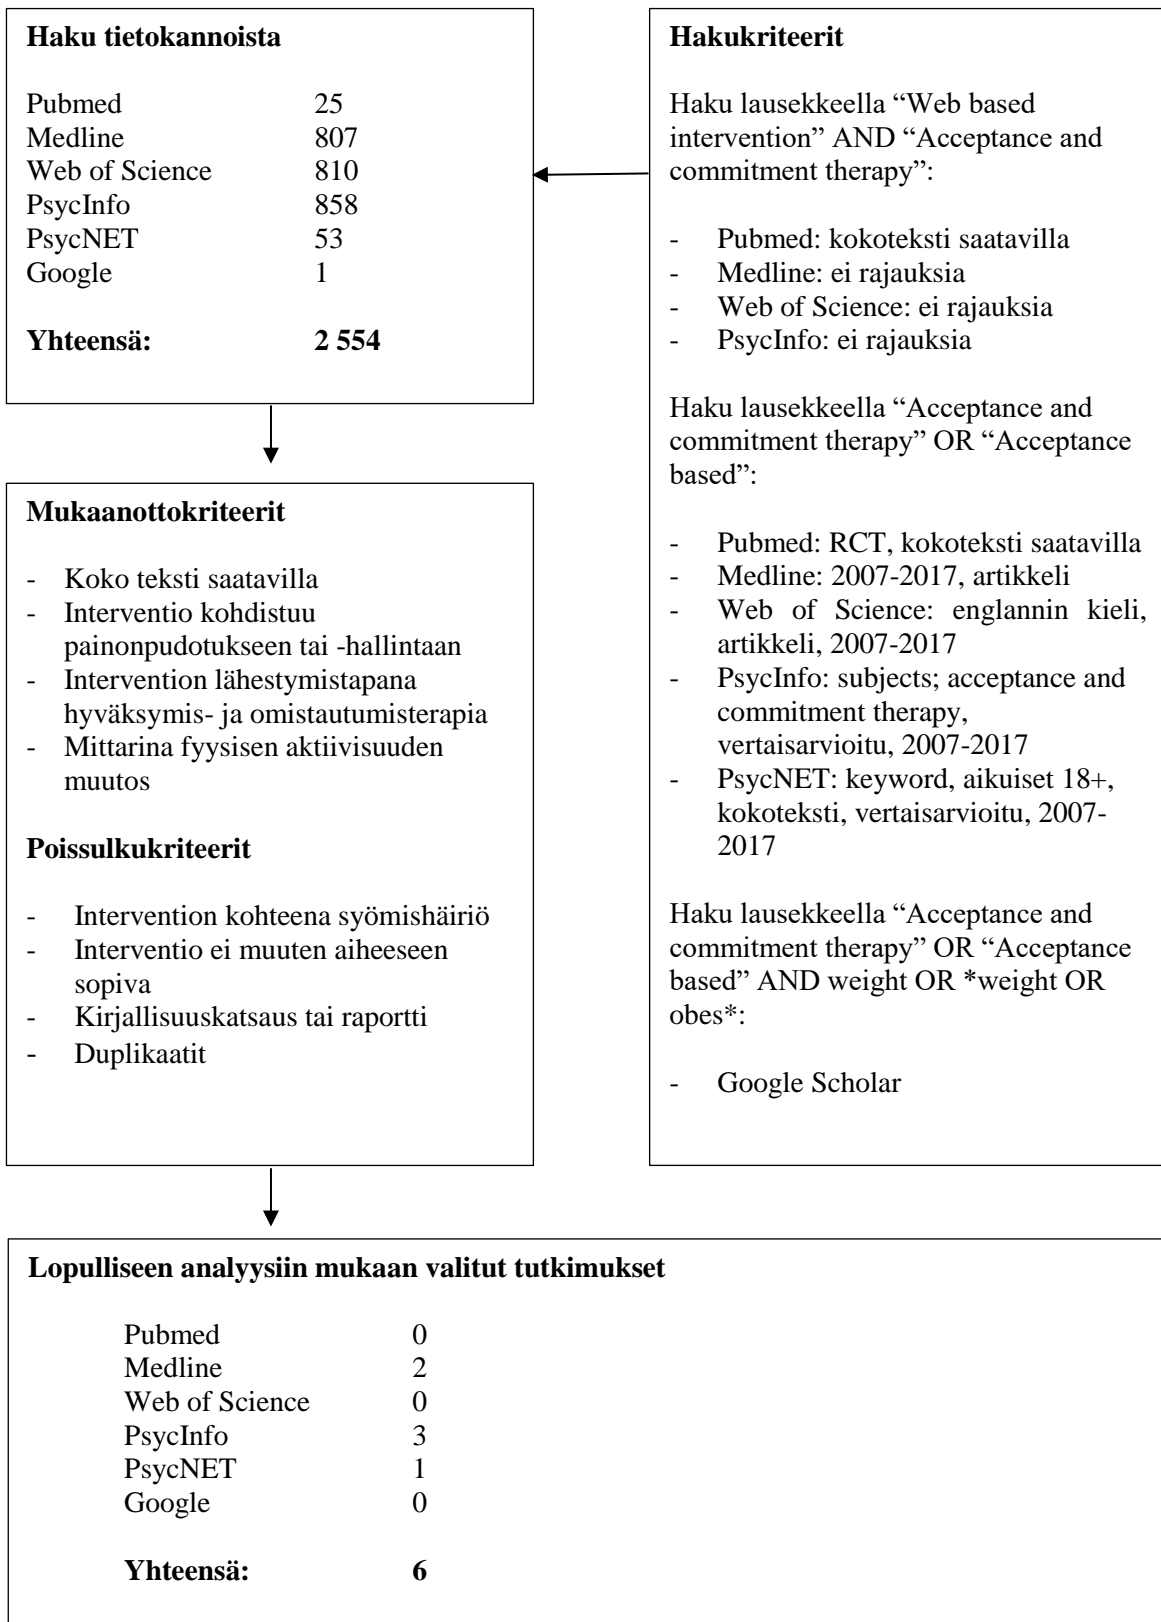 Haku tietokannoista
Pubmed 25
Medline 807
Web of Science 810
PsycInfo 858
PsycNET 53
Google 1
Yhteensä: 2 554
Hakukriteerit
Haku lausekkeella “Web based
intervention” AND “Acceptance and
commitment therapy”:
- Pubmed: kokoteksti saatavilla
- Medline: ei rajauksia
- Web of Science: ei rajauksia
- PsycInfo: ei rajauksia
Haku lausekkeella “Acceptance and
commitment therapy” OR “Acceptance
based”:
- Pubmed: RCT, kokoteksti saatavilla
- Medline: 2007-2017, artikkeli
- Web of Science: englannin kieli,
artikkeli, 2007-2017
- PsycInfo: subjects; acceptance and
commitment therapy,
vertaisarvioitu, 2007-2017
- PsycNET: keyword, aikuiset 18+,
kokoteksti, vertaisarvioitu, 2007-
2017
Haku lausekkeella “Acceptance and
commitment therapy” OR “Acceptance
based” AND weight OR *weight OR
obes*:
- Google Scholar
Mukaanottokriteerit
- Koko teksti saatavilla
- Interventio kohdistuu
painonpudotukseen tai -hallintaan
- Intervention lähestymistapana
hyväksymis- ja omistautumisterapia
- Mittarina fyysisen aktiivisuuden
muutos
Poissulkukriteerit
- Intervention kohteena syömishäiriö
- Interventio ei muuten aiheeseen
sopiva
- Kirjallisuuskatsaus tai raportti
- Duplikaatit
Lopulliseen analyysiin mukaan valitut tutkimukset
Pubmed 0
Medline 2
Web of Science 0
PsycInfo 3
PsycNET 1
Google 0
Yhteensä: 6